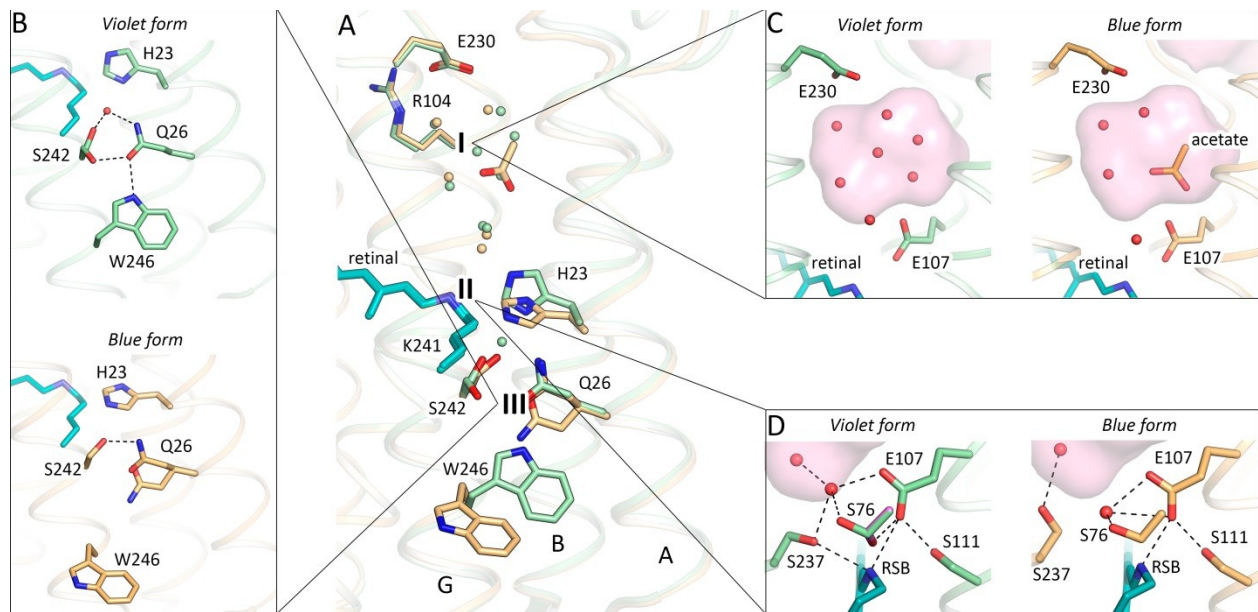 B
Violet form
H23
Q26
S242
W246
Blue form
H23
Q26
S242
W246
A
E230
R104
I
retinal
II
H23
K241
Q26
S242
III
W246
B
A
G
C
Violet form
Blue form
E230
E230
acetate
E107
E107
retinal
retinal
D
Violet form
Blue form
E107
E107
S76
S76
S237
S111
S237
S111
RSB
RSB